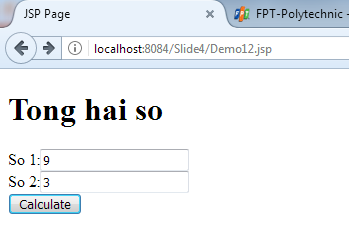 JSP Page
FPT-Polytechnic -
localhost:8084/Slide4/Demo12.jsp
Tong hai so
So 1: 9
So 2: 3
Calculate